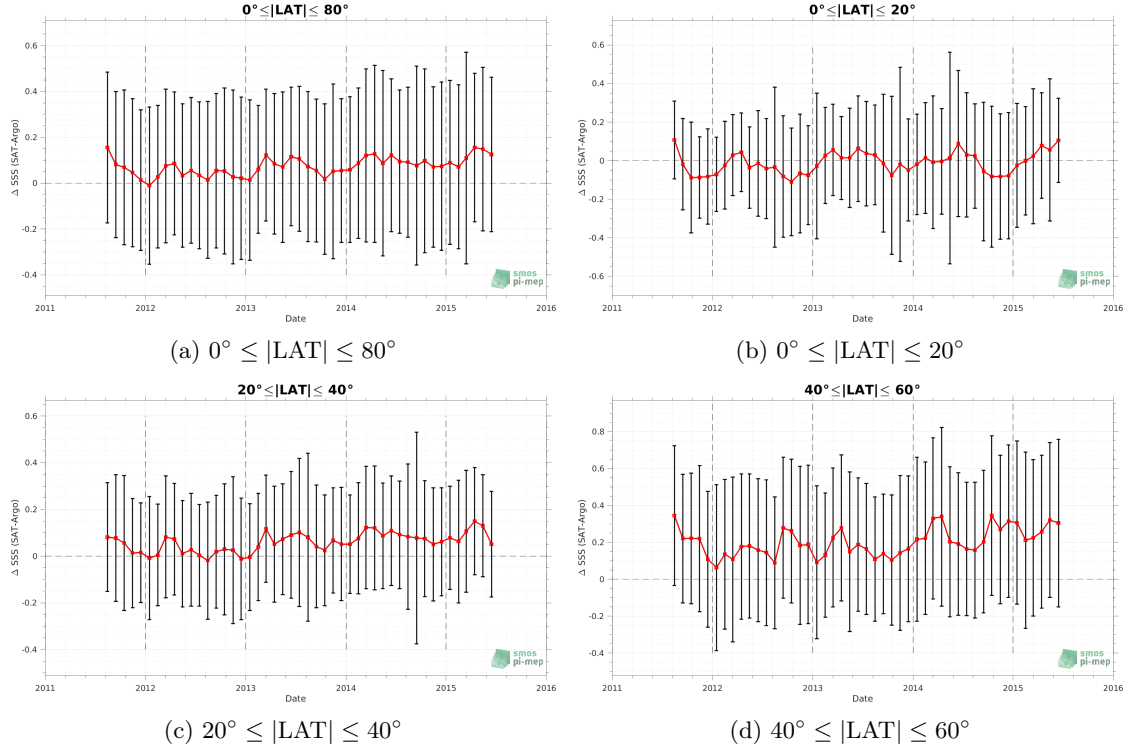 0°≤|LAT|≤ 80°
Δ SSS (SAT-Argo)
0.6
0.4
0.2
0
-0.2
-0.4
2011
2012
2013
2014
2015
2016
Date
smos
pi-mep
(a) 0° ≤ |LAT| ≤ 80°
0°≤|LAT|≤ 20°
Δ SSS (SAT-Argo)
0.6
0.4
0.2
0
-0.2
-0.4
-0.6
2011
2012
2013
2014
2015
2016
Date
smos
pi-mep
(b) 0° ≤ |LAT| ≤ 20°
20°≤|LAT|≤ 40°
Δ SSS (SAT-Argo)
0.6
0.4
0.2
0
-0.2
-0.4
2011
2012
2013
2014
2015
2016
Date
smos
pi-mep
(c) 20° ≤ |LAT| ≤ 40°
40°≤|LAT|≤ 60°
Δ SSS (SAT-Argo)
0.8
0.6
0.4
0.2
0
-0.2
-0.4
2011
2012
2013
2014
2015
2016
Date
smos
pi-mep
(d) 40° ≤ |LAT| ≤ 60°